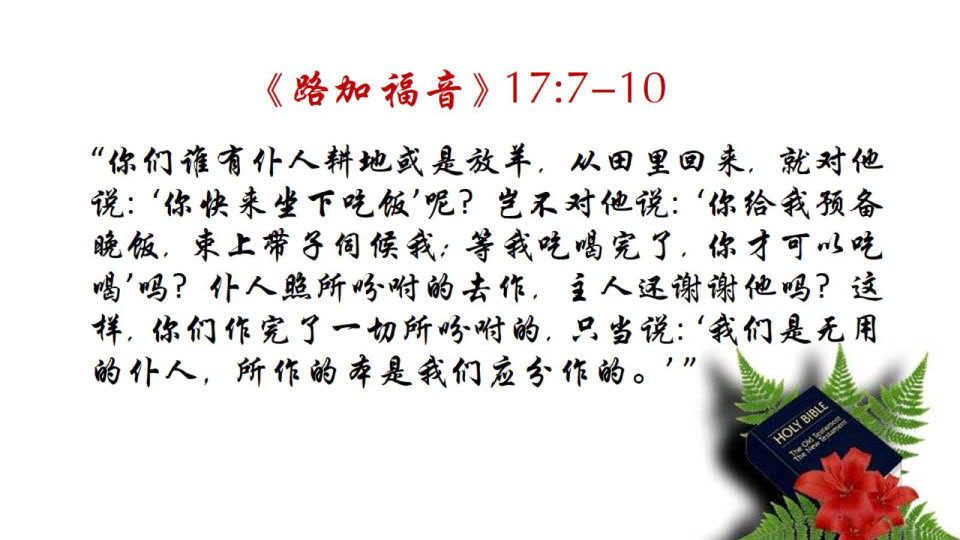 《路加福音》17:7-10
“你们谁有仆人耕地或是放羊，从田里回来，就对他
说：‘你快来坐下吃饭’呢？岂不对他说：‘你给我预备
晚饭，束上带子伺候我；等我吃喝完了，你才可以吃
喝’吗？仆人照所吩咐的去作，主人还谢谢他吗？这
样，你们作完了一切所吩咐的，只当说：‘我们是无用
的仆人，所作的本是我们应分作的。’”
HOLY BIBLE
The Old Testament
The New Testament